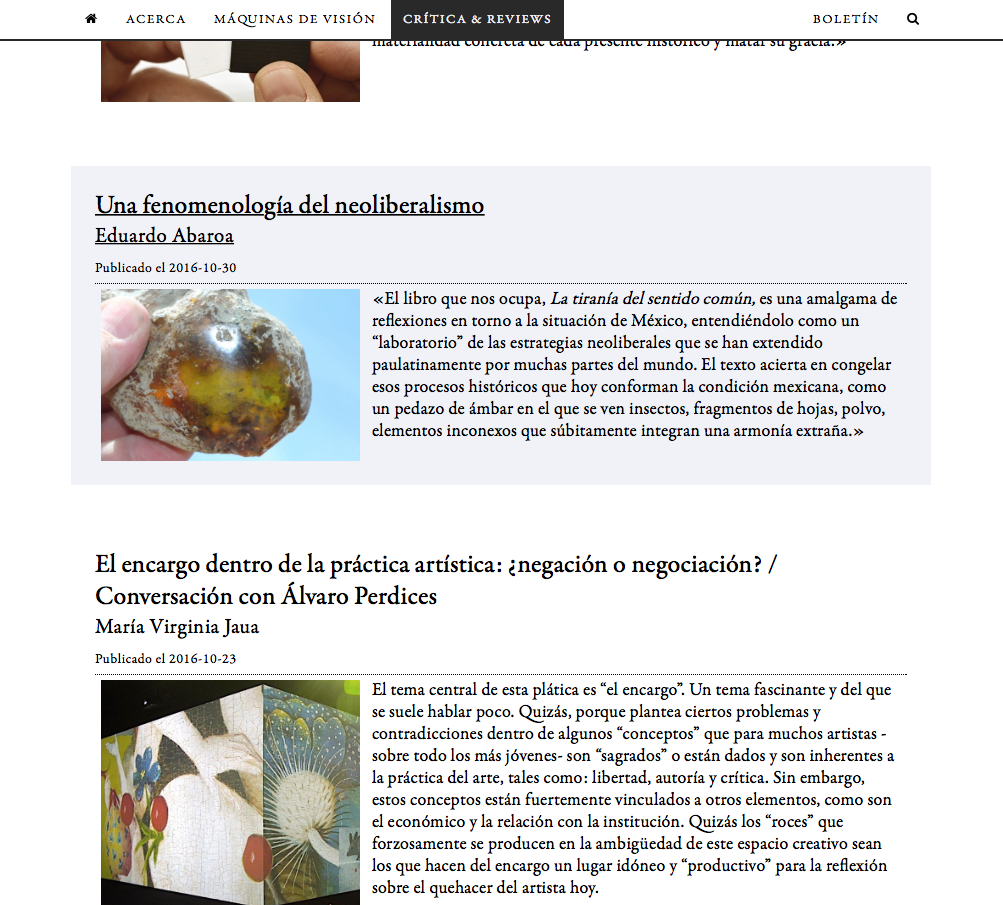 ACERCA MÁQUINAS DE VISIÓN CRÍTICA & REVIEWS BOLETÍN
materialidad concreta de cada presente histórico y matar su gracia.»
Una fenomenología del neoliberalismo
Eduardo Abaroa
Publicado el 2016-10-30
«El libro que nos ocupa, La tiranía del sentido común, es una amalgama de
reflexiones en torno a la situación de México, entendiéndolo como un
“laboratorio” de las estrategias neoliberales que se han extendido
paulatinamente por muchas partes del mundo. El texto acierta en congelar
esos procesos históricos que hoy conforman la condición mexicana, como
un pedazo de ámbar en el que se ven insectos, fragmentos de hojas, polvo,
elementos inconexos que súbitamente integran una armonía extraña.»
El encargo dentro de la práctica artística: ¿negación o negociación? /
Conversación con Álvaro Perdices
María Virginia Jaua
Publicado el 2016-10-23
El tema central de esta plática es “el encargo”. Un tema fascinante y del que
se suele hablar poco. Quizás, porque plantea ciertos problemas y
contradicciones dentro de algunos “conceptos” que para muchos artistas -
sobre todo los más jóvenes- son “sagrados” o están dados y son inherentes a
la práctica del arte, tales como: libertad, autoría y crítica. Sin embargo,
estos conceptos están fuertemente vinculados a otros elementos, como son
el económico y la relación con la institución. Quizás los “roces” que
forzosamente se producen en la ambigüedad de este espacio creativo sean
los que hacen del encargo un lugar idóneo y “productivo” para la reflexión
sobre el quehacer del artista hoy.